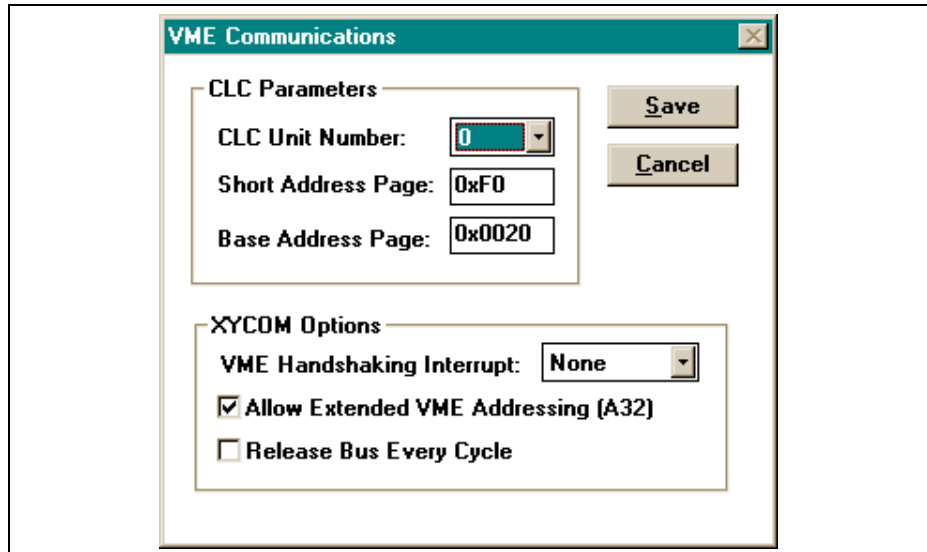 VME Communications
CLC Parameters
CLC Unit Number: 0
Short Address Page: 0xF0
Base Address Page: 0x0020
Save
Cancel
XYCOM Options
VME Handshaking Interrupt: None
Allow Extended VME Addressing (A32)
Release Bus Every Cycle